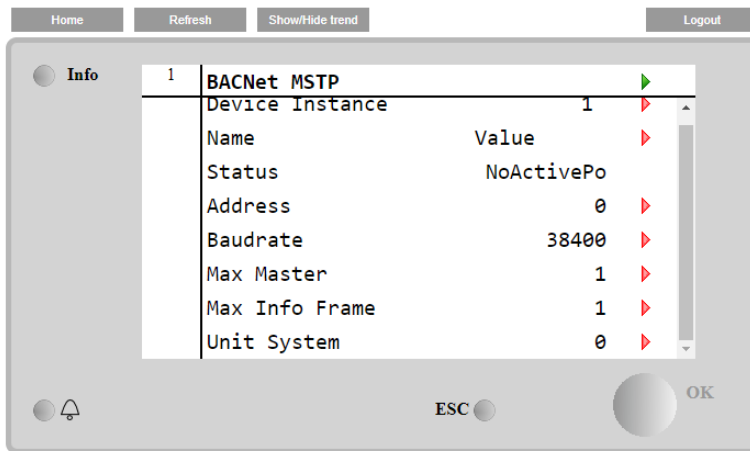 Home Refresh Show/Hide trend Logout
Info 1 BACNet MSTP
Device Instance 1
Name Value
Status NoActivePo
Address 0
Baudrate 38400
Max Master 1
Max Info Frame 1
Unit System 0
ESC OK